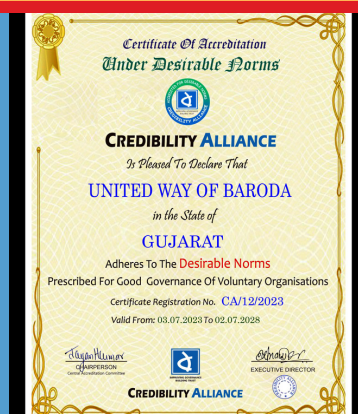 Certificate Of Accreditation
Under Desirable Norms
CREDIBILITY ALLIANCE
Is Pleased To Declare That
UNITED WAY OF BARODA
in the State of
GUJARAT
Adheres To The Desirable Norms
Prescribed For Good Governance Of Voluntary Organisations
Certificate Registration No. CA/12/2023
Valid From: 03.07.2023 To 02.07.2028
CHAIRPERSON
Central Accreditation Committee
EXECUTIVE DIRECTOR
CREDIBILITY ALLIANCE